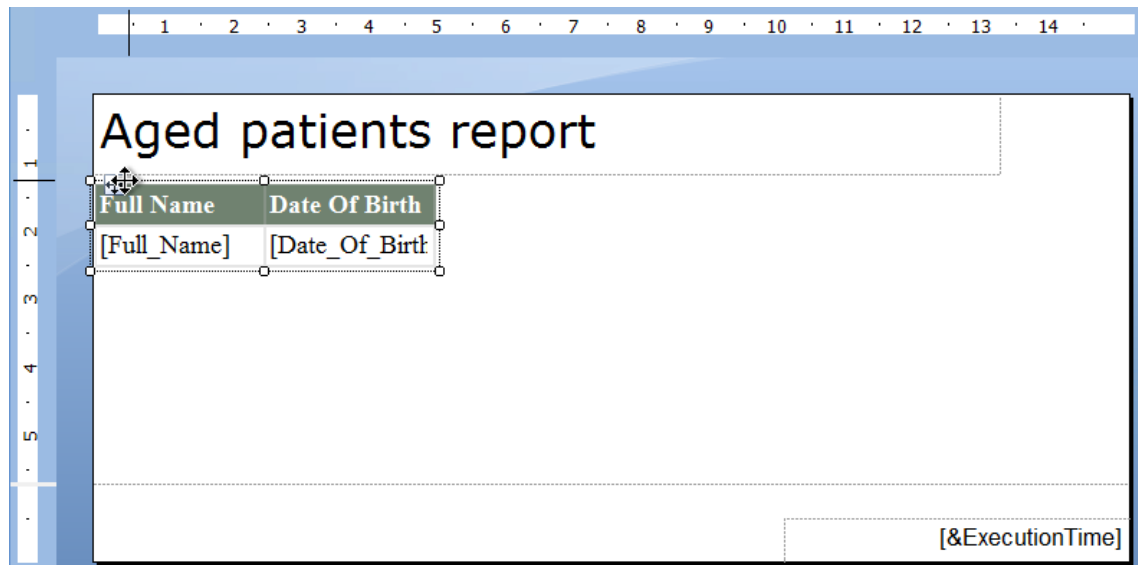 1 2 3 4 5 6 7 8 9 10 11 12 13 14
Aged patients report
1
Full Name Date Of Birth
2
[Full_Name] [Date_Of_Birth
3
4
5
[&ExecutionTime]